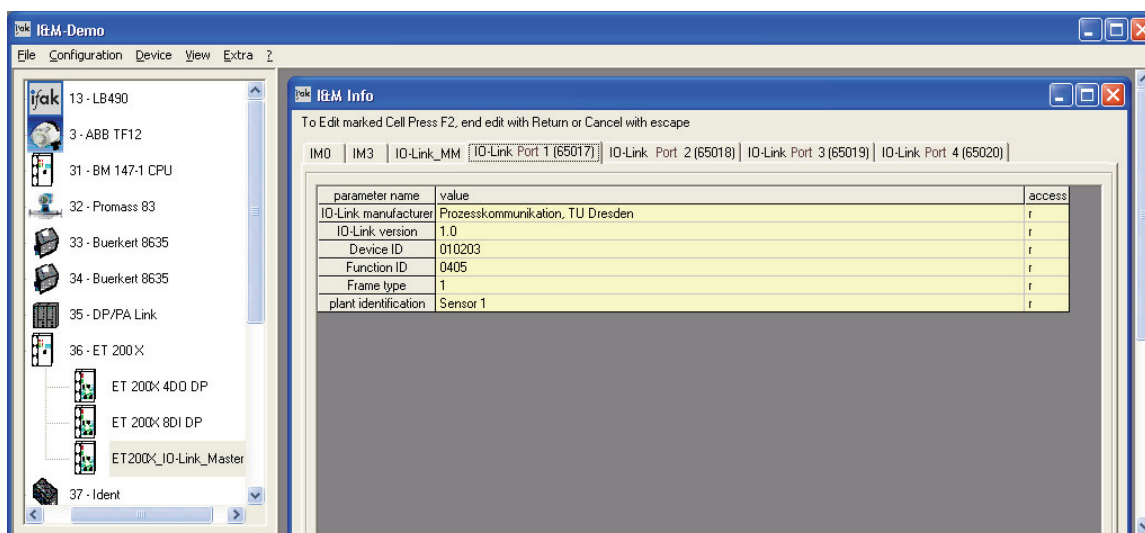 ifak I&M-Demo
File Configuration Device View Extra ?
ifak 13 - LB490
3 - ABB TF12
31 - BM 147-1 CPU
32 - Promass 83
33 - Buerkert 8635
34 - Buerkert 8635
35 - DP/PA Link
36 - ET 200X
ET 200X 4DO DP
ET 200X 8DI DP
ET200X_IO-Link_Master
37 - Ident
ifak I&M Info
To Edit marked Cell Press F2, end edit with Return or Cancel with escape
IM0 IM3 IO-Link_MM IO-Link Port 1 (65017) IO-Link Port 2 (65018) IO-Link Port 3 (65019) IO-Link Port 4 (65020)
parameter name value access
IO-Link manufacturer Prozesskommunikation, TU Dresden r
IO-Link version 1.0 r
Device ID 010203 r
Function ID 0405 r
Frame type 1 r
plant identification Sensor 1 r